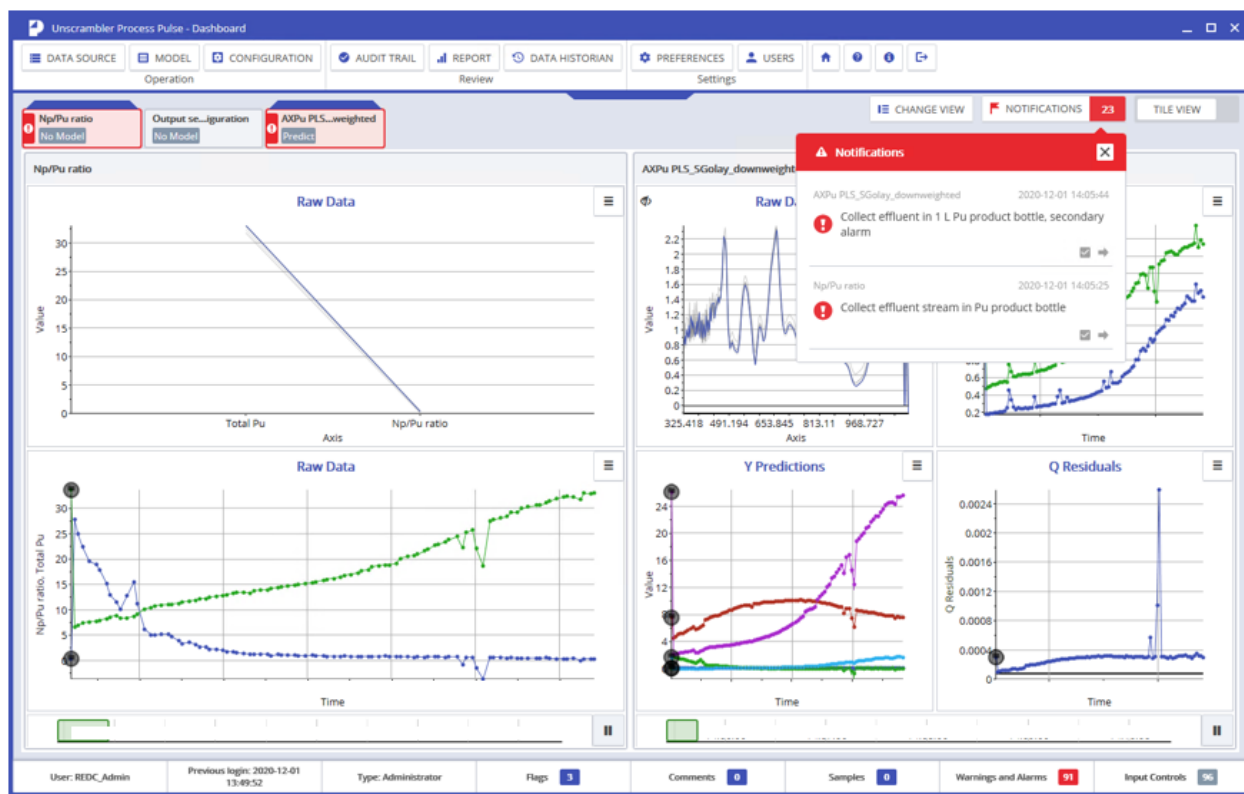 Unscrambler Process Pulse - Dashboard
DATA SOURCE MODEL CONFIGURATION AUDIT TRAIL REPORT DATA HISTORIAN PREFERENCES USERS
Operation Review Settings
CHANGE VIEW NOTIFICATIONS 23 TILE VIEW
Np/Pu ratio
No Model
Output se...iguration
No Model
AXPu PLS...weighted
Predict
Notifications
AXPu PLS_SGolay_downweighted 2020-12-01 14:05:44
Collect effluent in 1 L Pu product bottle, secondary
alarm
Np/Pu ratio 2020-12-01 14:05:25
Collect effluent stream in Pu product bottle
Np/Pu ratio
Raw Data
30
25
20
15
10
5
0
Value
Total Pu Np/Pu ratio
Axis
AXPu PLS_SGolay_downweight
Raw Da
2.2
2
1.8
1.6
1.4
1.2
1
0.8
0.6
0.4
0.2
0
Value
325.418 491.194 653.845 813.11 968.727
Axis
0.8
0.6
0.4
0.2
Time
Raw Data
30
25
20
15
10
5
0
Np/Pu ratio, Total Pu
Time
Y Predictions
24
20
16
12
8
4
0
Value
Time
Q Residuals
0.0024
0.002
0.0016
0.0012
0.0008
0.0004
0
Q Residuals
Time
User: REDC_Admin
Previous login: 2020-12-01
13:49:52
Type: Administrator
Flags 3
Comments 0
Samples 0
Warnings and Alarms 91
Input Controls 96